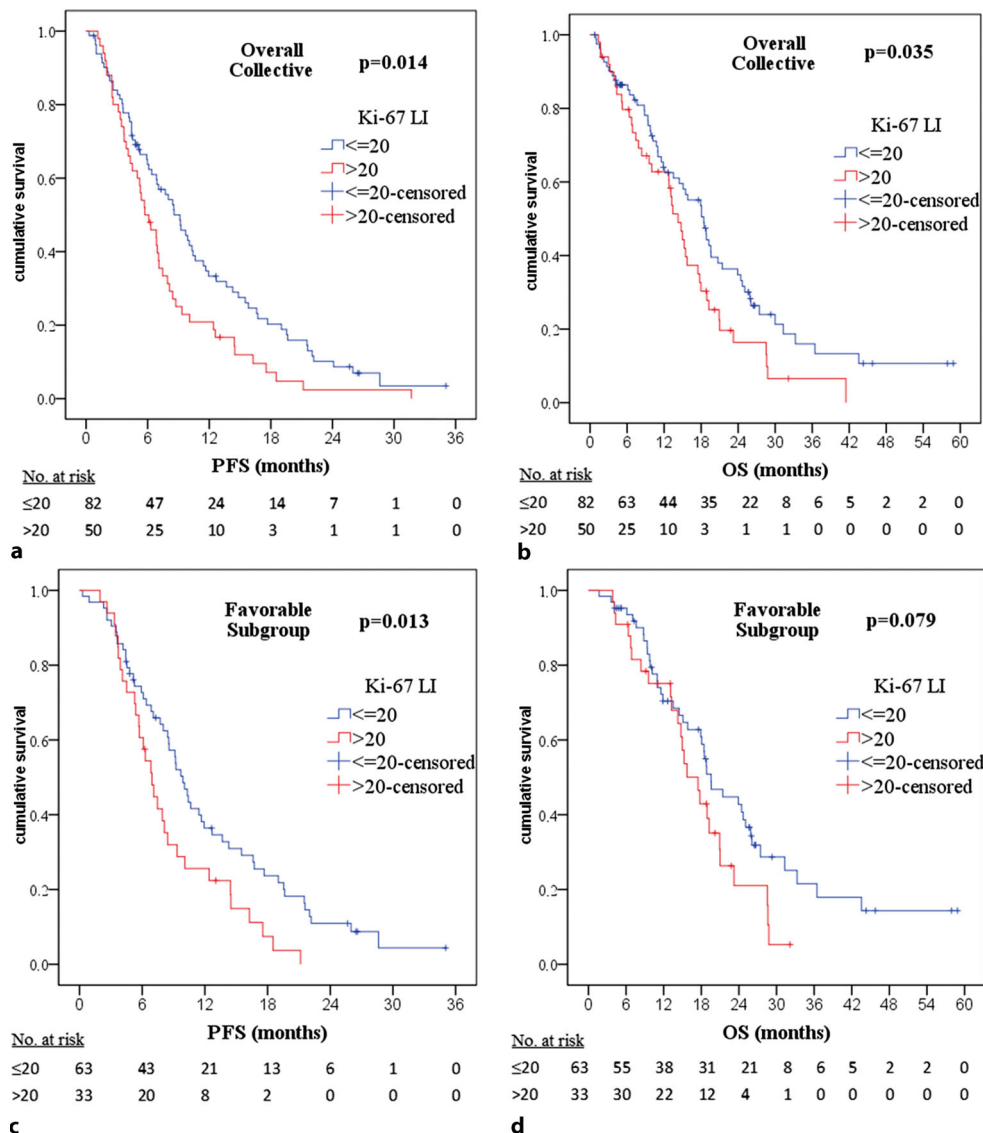 Overall
Collective p=0.014
Ki-67 LI
<=20
>20
<=20-censored
>20-censored
cumulative survival
1.0
0.8
0.6
0.4
0.2
0.0
0 6 12 18 24 30 36
PFS (months)
No. at risk
≤20 82 47 24 14 7 1 0
>20 50 25 10 3 1 1 0
a
Overall
Collective p=0.035
Ki-67 LI
<=20
>20
<=20-censored
>20-censored
cumulative survival
1.0
0.8
0.6
0.4
0.2
0.0
0 6 12 18 24 30 36 42 48 54 60
OS (months)
No. at risk
≤20 82 63 44 35 22 8 6 5 2 2 0
>20 50 25 10 3 1 1 0 0 0 0 0
b
Favorable
Subgroup p=0.013
Ki-67 LI
<=20
>20
<=20-censored
>20-censored
cumulative survival
1.0
0.8
0.6
0.4
0.2
0.0
0 6 12 18 24 30 36
PFS (months)
No. at risk
≤20 63 43 21 13 6 1 0
>20 33 20 8 2 0 0 0
c
Favorable
Subgroup p=0.079
Ki-67 LI
<=20
>20
<=20-censored
>20-censored
cumulative survival
1.0
0.8
0.6
0.4
0.2
0.0
0 6 12 18 24 30 36 42 48 54 60
OS (months)
No. at risk
≤20 63 55 38 31 21 8 6 5 2 2 0
>20 33 30 22 12 4 1 0 0 0 0 0
d